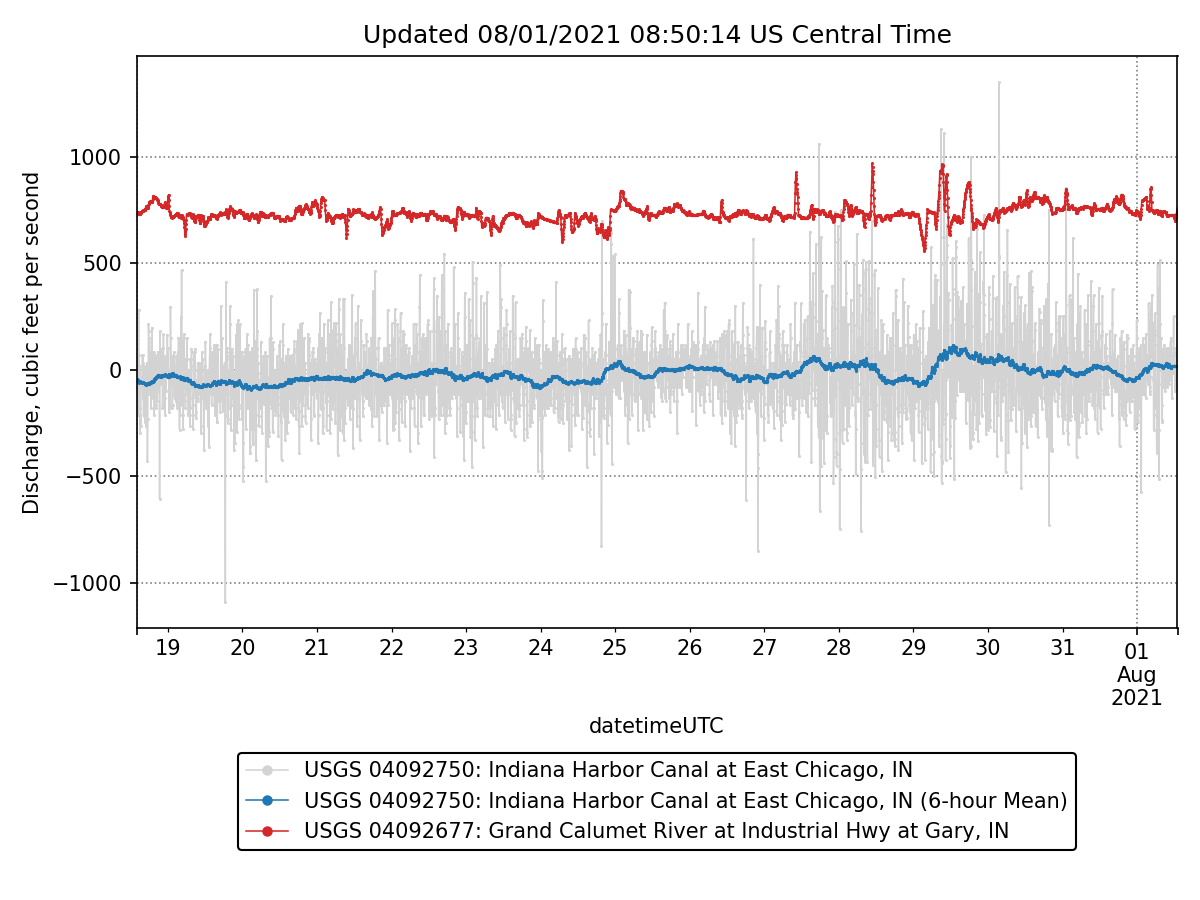 Updated 08/01/2021 08:50:14 US Central Time
Discharge, cubic feet per second
1000
500
0
−500
−1000
19 20 21 22 23 24 25 26 27 28 29 30 31 01
Aug
2021
datetimeUTC
USGS 04092750: Indiana Harbor Canal at East Chicago, IN
USGS 04092750: Indiana Harbor Canal at East Chicago, IN (6-hour Mean)
USGS 04092677: Grand Calumet River at Industrial Hwy at Gary, IN